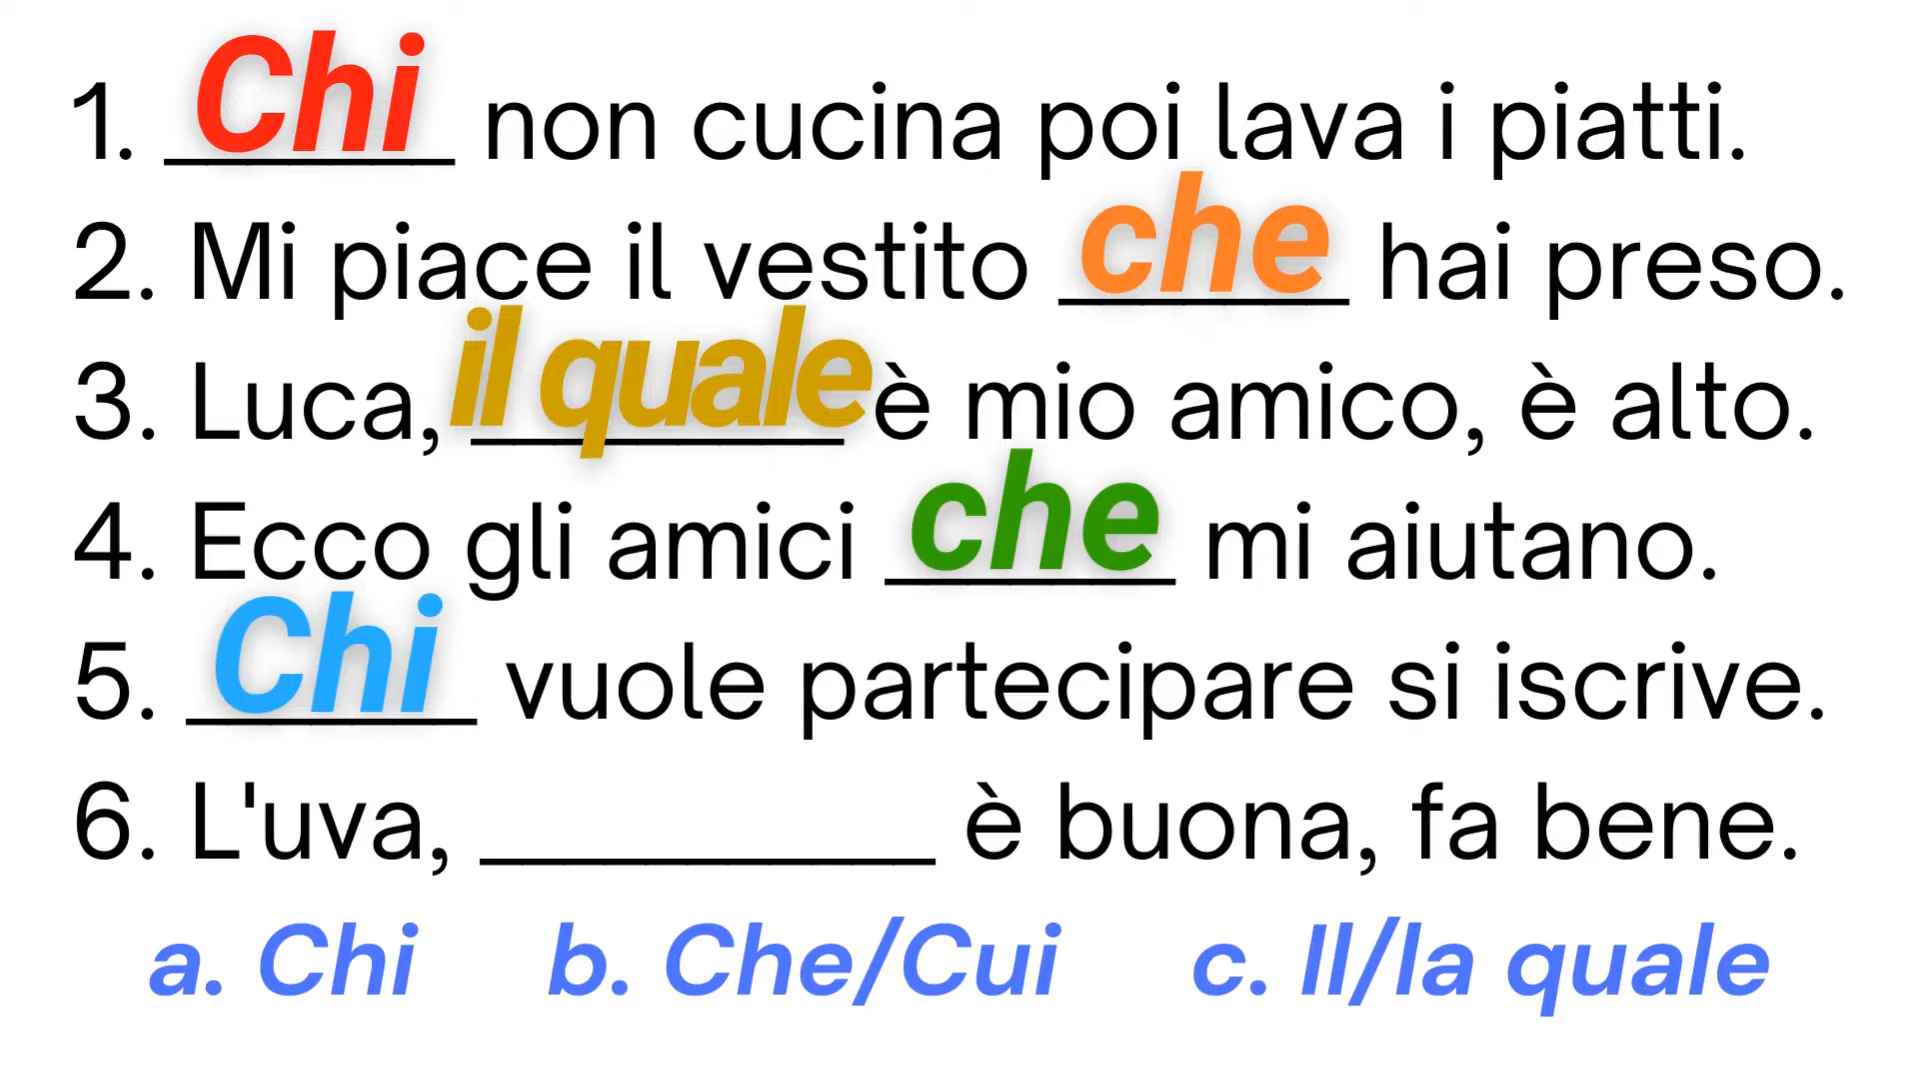 1. Chi non cucina poi lava i piatti.
2. Mi piace il vestito che hai preso.
3. Luca, il quale è mio amico, è alto.
4. Ecco gli amici che mi aiutano.
5. Chi vuole partecipare si iscrive.
6. L'uva, __________ è buona, fa bene.
a. Chi b. Che/Cui c. Il/la quale